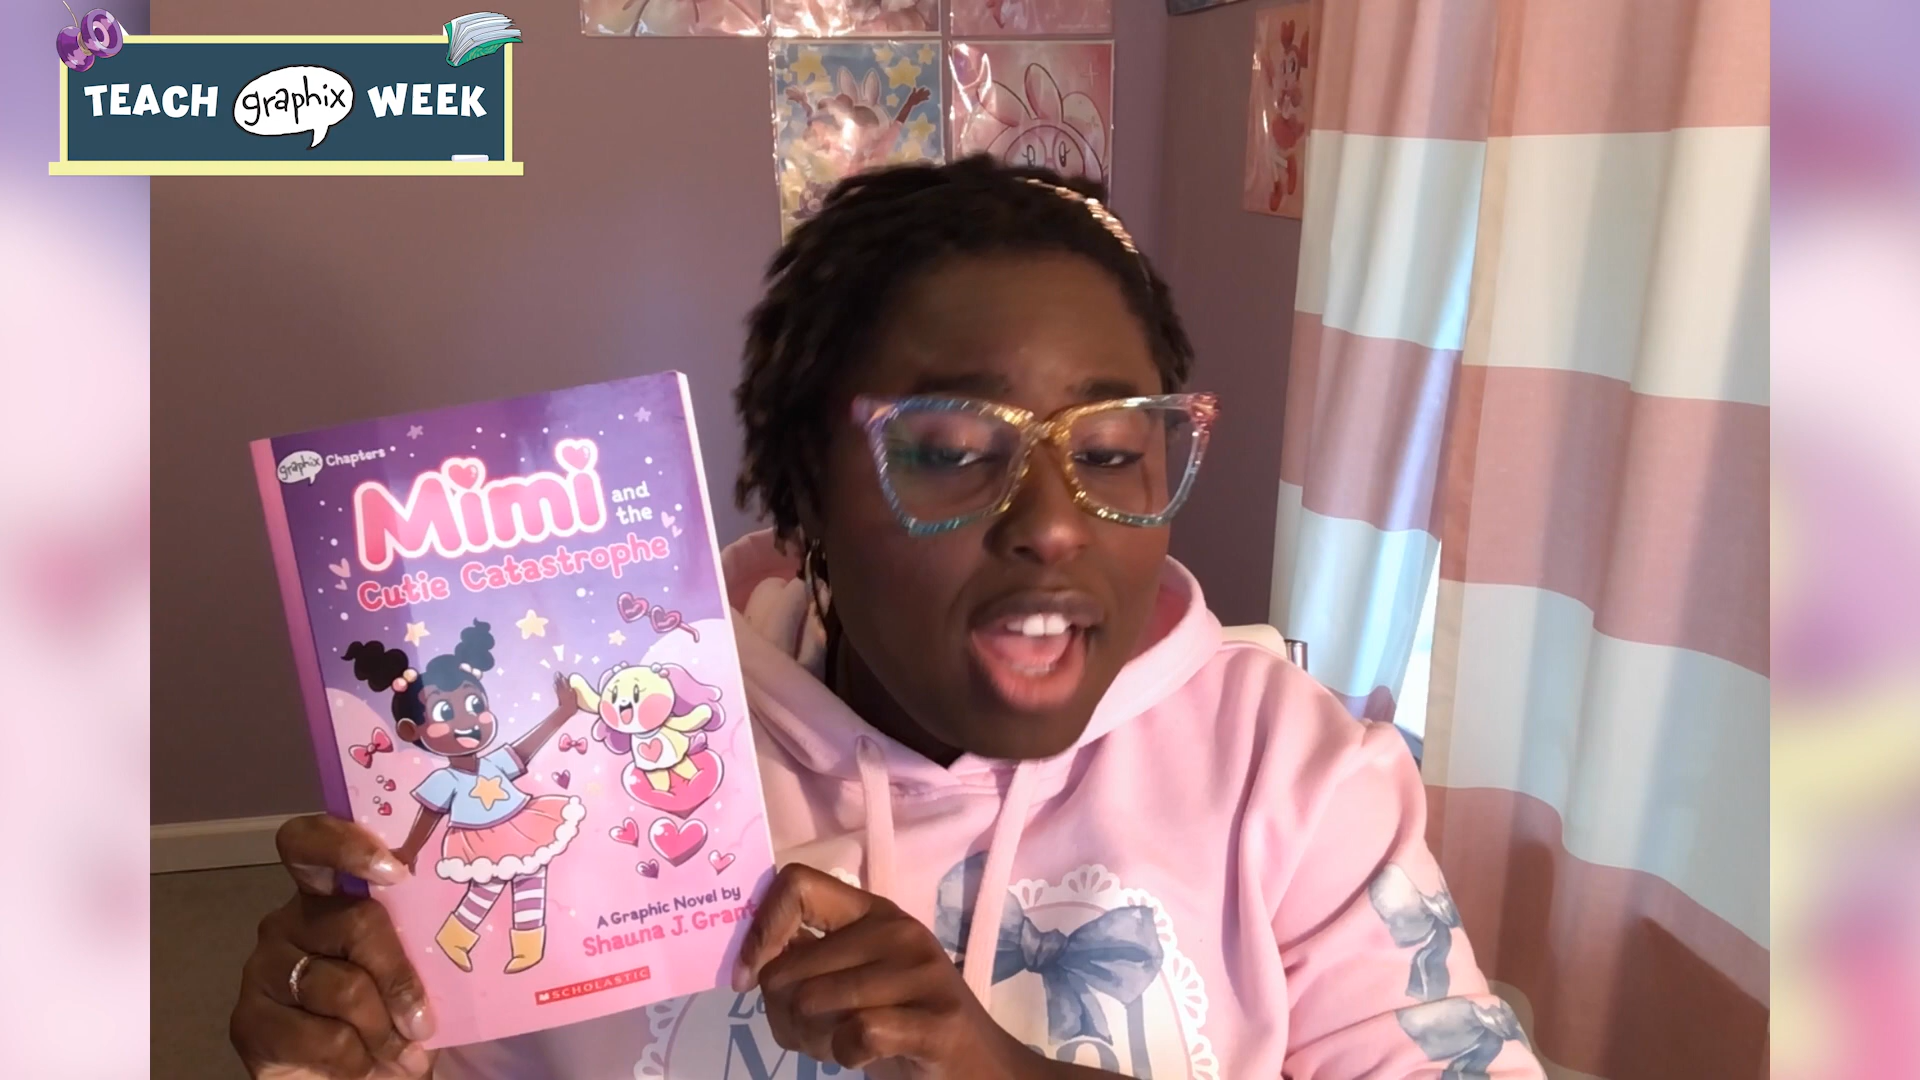 TEACH graphix WEEK
graphix Chapters
Mimi and the
Cutie Catastrophe
A Graphic Novel by
Shauna J. Grant
SCHOLASTIC